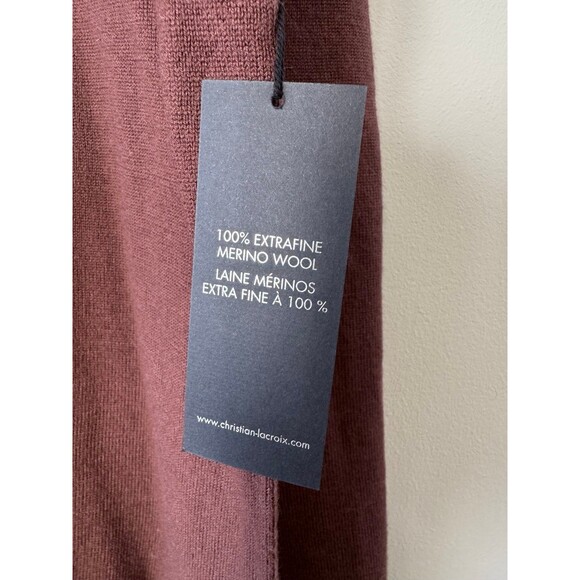 100% EXTRAFINE
MERINO WOOL
LAINE MÉRINOS
EXTRA FINE À 100 %
www.christian-lacroix.com